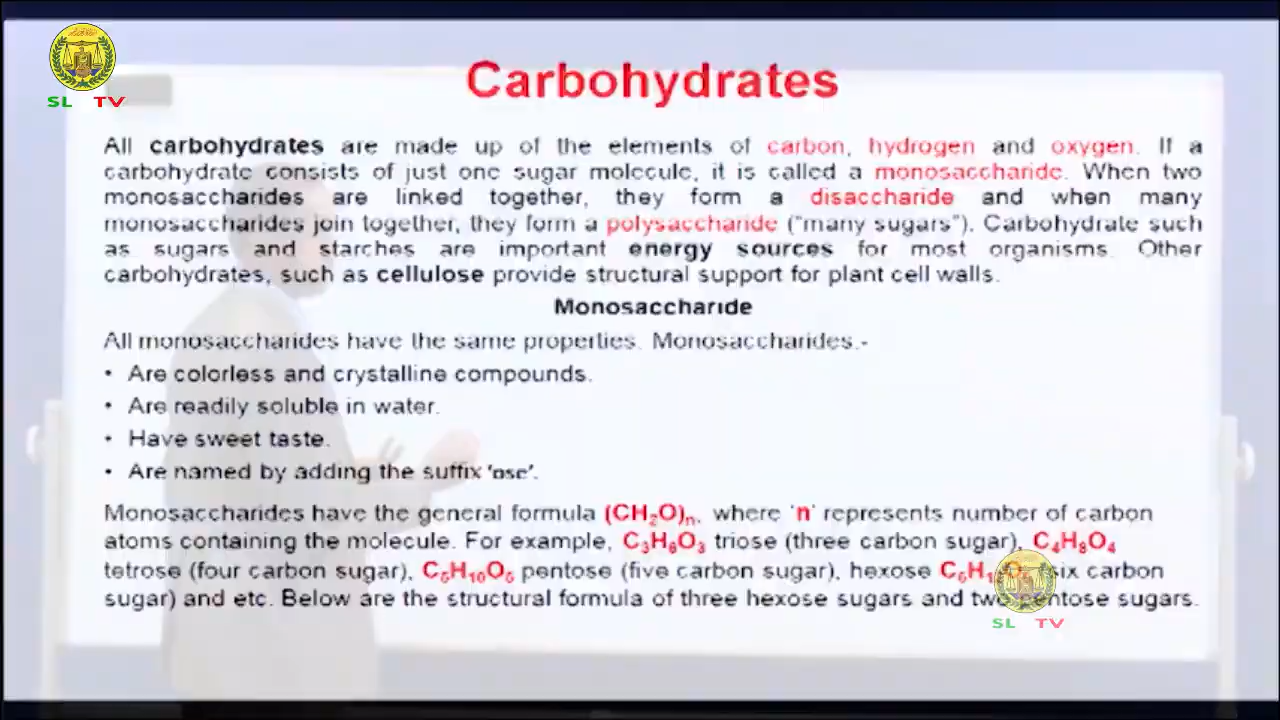 SL TV
Carbohydrates
All carbohydrates are made up of the elements of carbon, hydrogen and oxygen. If a
carbohydrate consists of just one sugar molecule, it is called a monosaccharide. When two
monosaccharides are linked together, they form a disaccharide and when many
monosaccharides join together, they form a polysaccharide ("many sugars"). Carbohydrate such
as sugars and starches are important energy sources for most organisms. Other
carbohydrates, such as cellulose provide structural support for plant cell walls.
Monosaccharide
All monosaccharides have the same properties. Monosaccharides:-
• Are colorless and crystalline compounds.
• Are readily soluble in water.
• Have sweet taste.
• Are named by adding the suffix 'ose'.
Monosaccharides have the general formula (CH₂O)n, where 'n' represents number of carbon
atoms containing the molecule. For example, C₃H₆O₃ triose (three carbon sugar), C₄H₈O₄
tetrose (four carbon sugar), C₅H₁₀O₅ pentose (five carbon sugar), hexose carbon
sugar) and etc. Below are the structural formula of three hexose sugars and two pentose sugars.
SL TV